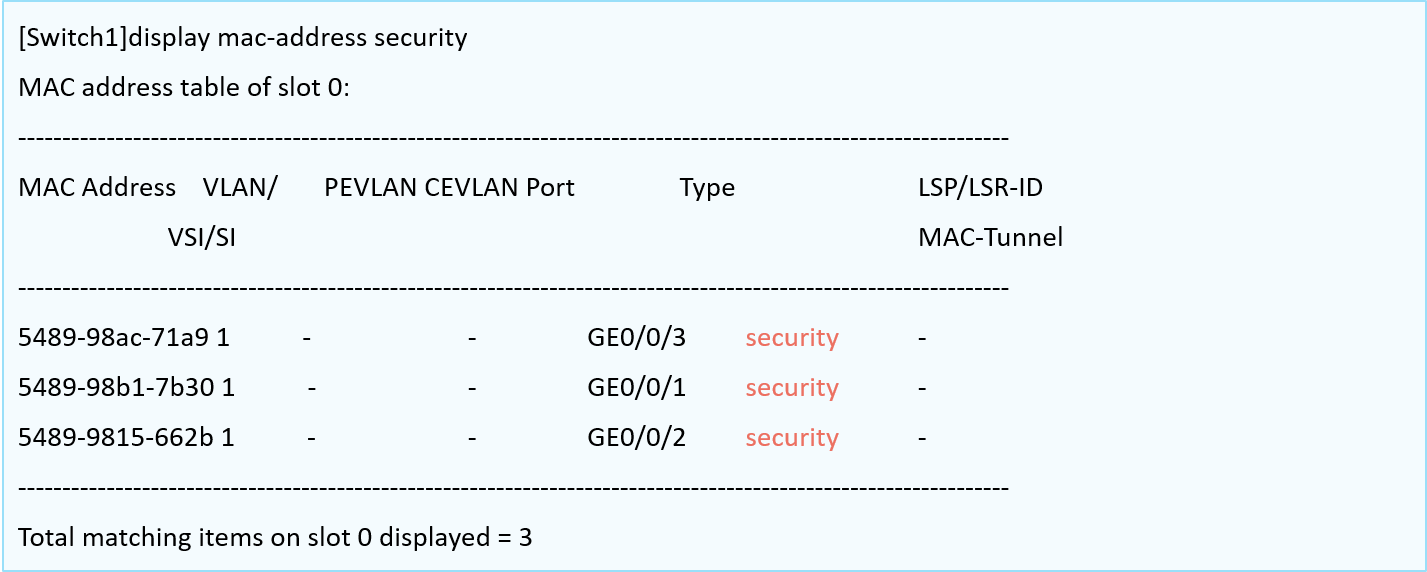 [Switch1]display mac-address security
MAC address table of slot 0:
---------------------------------------------------------------------------------------------------------------
MAC Address VLAN/ PEVLAN CEVLAN Port Type LSP/LSR-ID
VSI/SI MAC-Tunnel
---------------------------------------------------------------------------------------------------------------
5489-98ac-71a9 1 - - GE0/0/3 security -
5489-98b1-7b30 1 - - GE0/0/1 security -
5489-9815-662b 1 - - GE0/0/2 security -
---------------------------------------------------------------------------------------------------------------
Total matching items on slot 0 displayed = 3